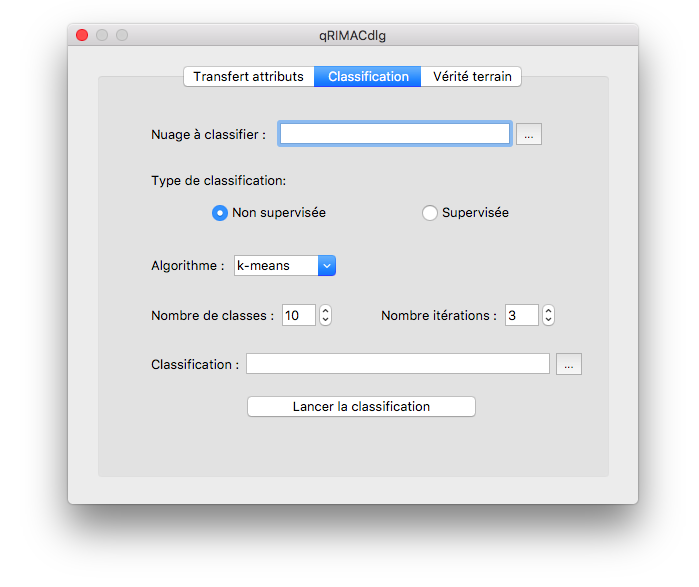 qRIMACdlg
Transfert attributs Classification Vérité terrain
Nuage à classifier : ...
Type de classification:
Non supervisée Supervisée
Algorithme : k-means
Nombre de classes : 10 Nombre itérations : 3
Classification : ...
Lancer la classification